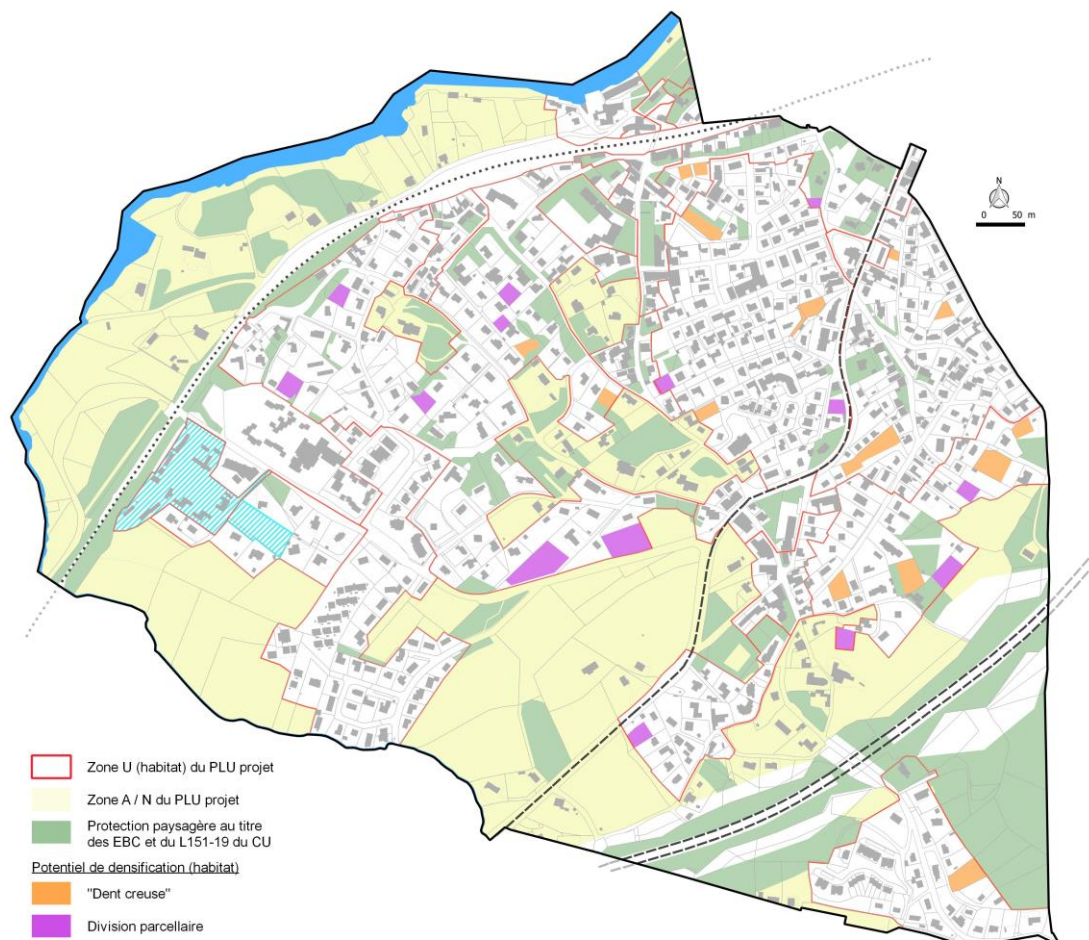 N
0 50 m
Zone U (habitat) du PLU projet
Zone A / N du PLU projet
Protection paysagère au titre
des EBC et du L151-19 du CU
Potentiel de densification (habitat)
"Dent creuse"
Division parcellaire